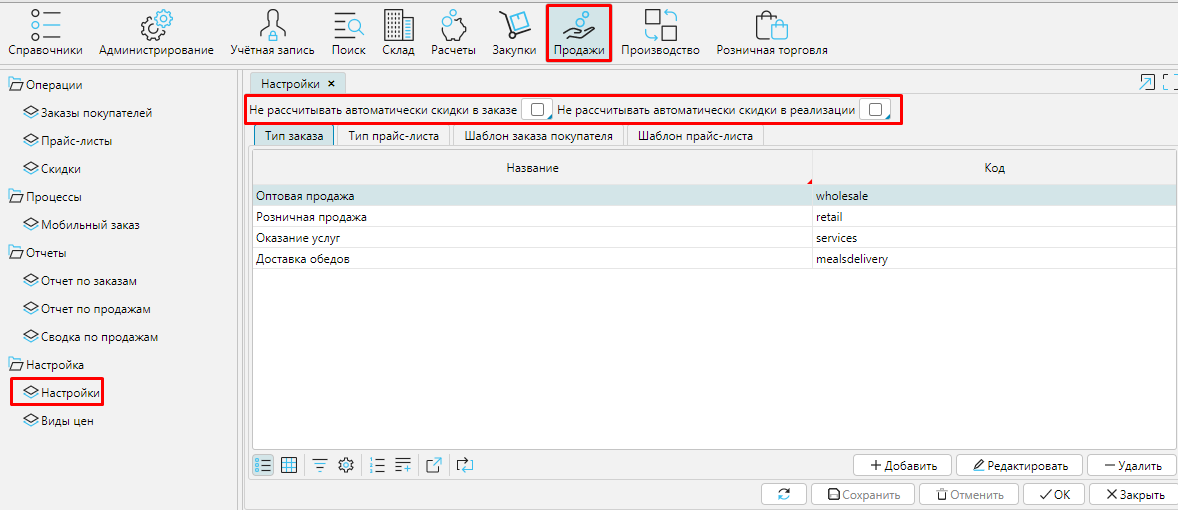 Справочники Администрирование Учётная запись Поиск Склад Расчеты Закупки Продажи Производство Розничная торговля
Операции
Заказы покупателей
Прайс-листы
Скидки
Процессы
Мобильный заказ
Отчеты
Отчет по заказам
Отчет по продажам
Сводка по продажам
Настройка
Настройки
Виды цен
Настройки ×
Не рассчитывать автоматически скидки в заказе Не рассчитывать автоматически скидки в реализации
Тип заказа Тип прайс-листа Шаблон заказа покупателя Шаблон прайс-листа
Название Код
Оптовая продажа wholesale
Розничная продажа retail
Оказание услуг services
Доставка обедов mealsdelivery
Добавить Редактировать Удалить
Сохранить Отменить OK Закрыть